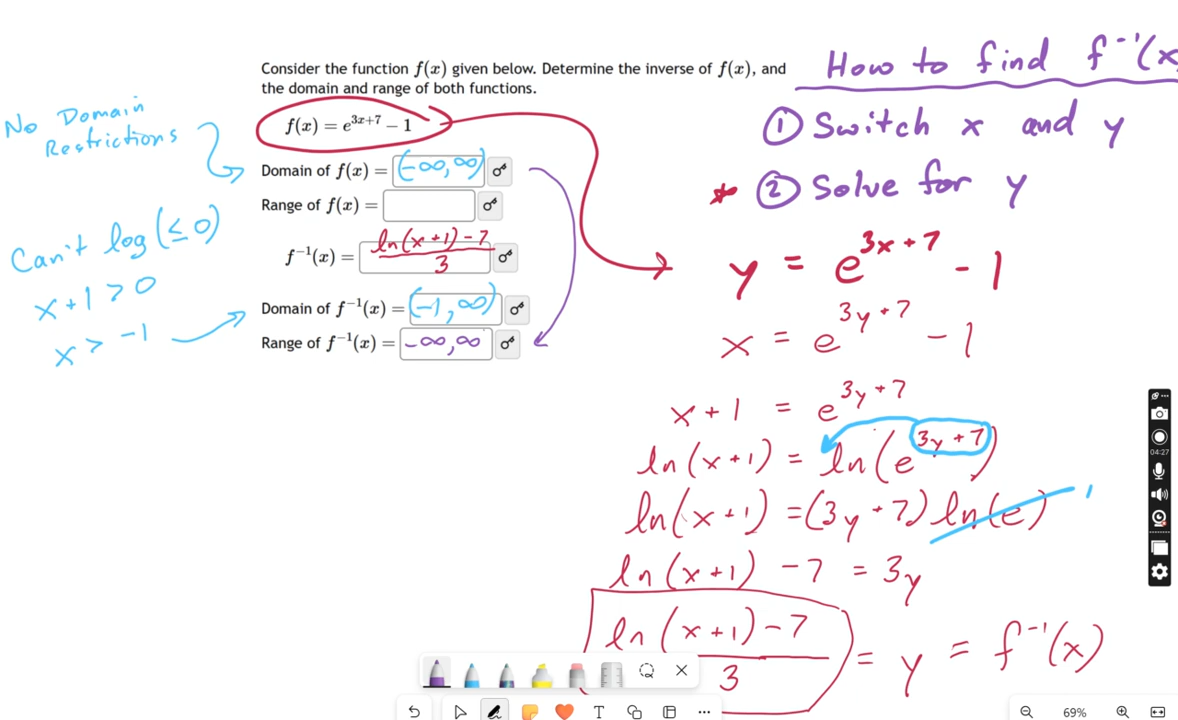 Consider the function f(x) given below. Determine the inverse of f(x), and
the domain and range of both functions.
f(x) = e^{3x+7} − 1
No Domain
Restrictions
Domain of f(x) = (-∞, ∞)
Range of f(x) =
f⁻¹(x) = \frac{ln(x+1)-7}{3}
Domain of f⁻¹(x) = (-1, ∞)
Range of f⁻¹(x) = -∞, ∞
Can't log (≤ 0)
x+1 > 0
x > -1
How to find f⁻¹(x
① Switch x and y
* ② Solve for y
y = e^{3x+7} - 1
x = e^{3y+7} - 1
x+1 = e^{3y+7}
ln(x+1) = ln(e^{3y+7})
ln(x+1) = (3y+7) ln(e) 1
ln(x+1) - 7 = 3y
\frac{ln(x+1)-7}{3} = y = f⁻¹(x)
04:27
69%